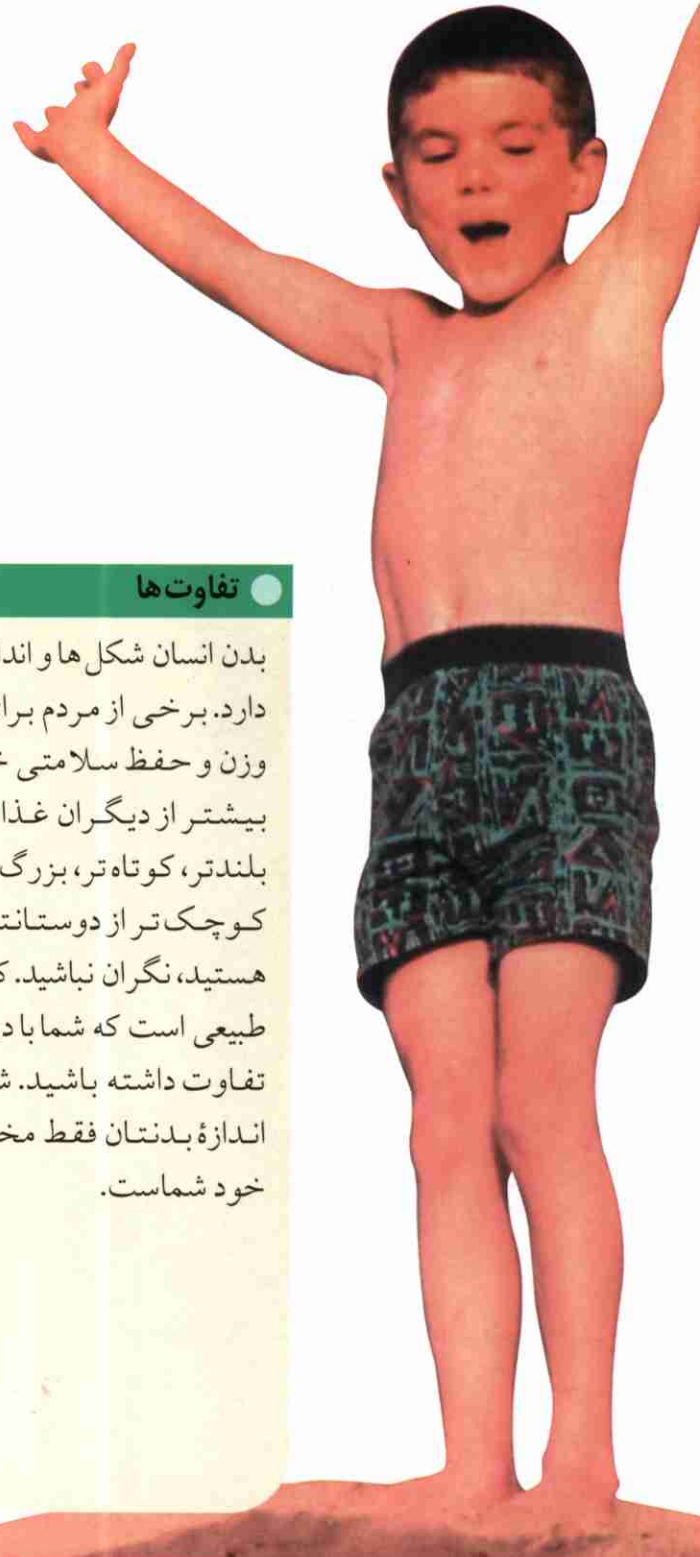 تفاوت‌ها
بدن انسان شکل‌ها و
دارد. برخی از مردم
وزن و حفظ سلامتی
بیشتر از دیگران غذا
بلندتر، کوتاه‌تر، بزرگ
کوچک‌تر از
هستید، نگران نباشید.
طبیعی است که شما با
تفاوت داشته باشید.
اندازهٔ بدنتان فقط
خود شماست.